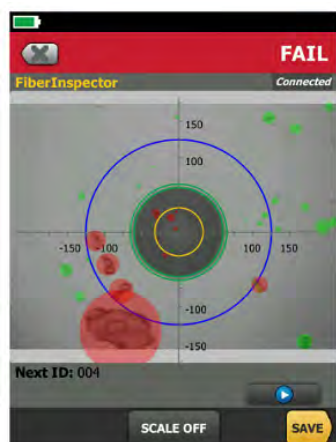 FAIL
FiberInspector Connected
150
100
-150 -100 100 150
-100
-150
Next ID: 004
SCALE OFF SAVE